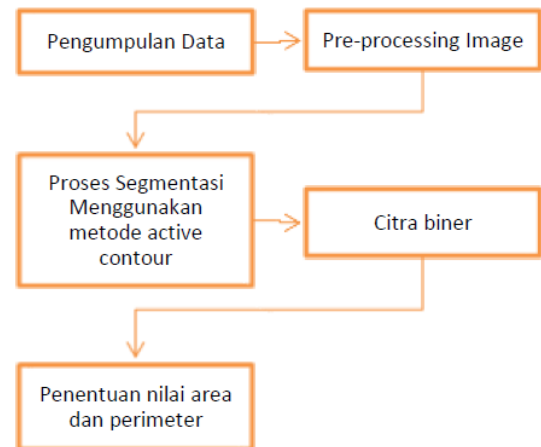 Pengumpulan Data
Pre-processing Image
Proses Segmentasi
Menggunakan
metode active
contour
Citra biner
Penentuan nilai area
dan perimeter